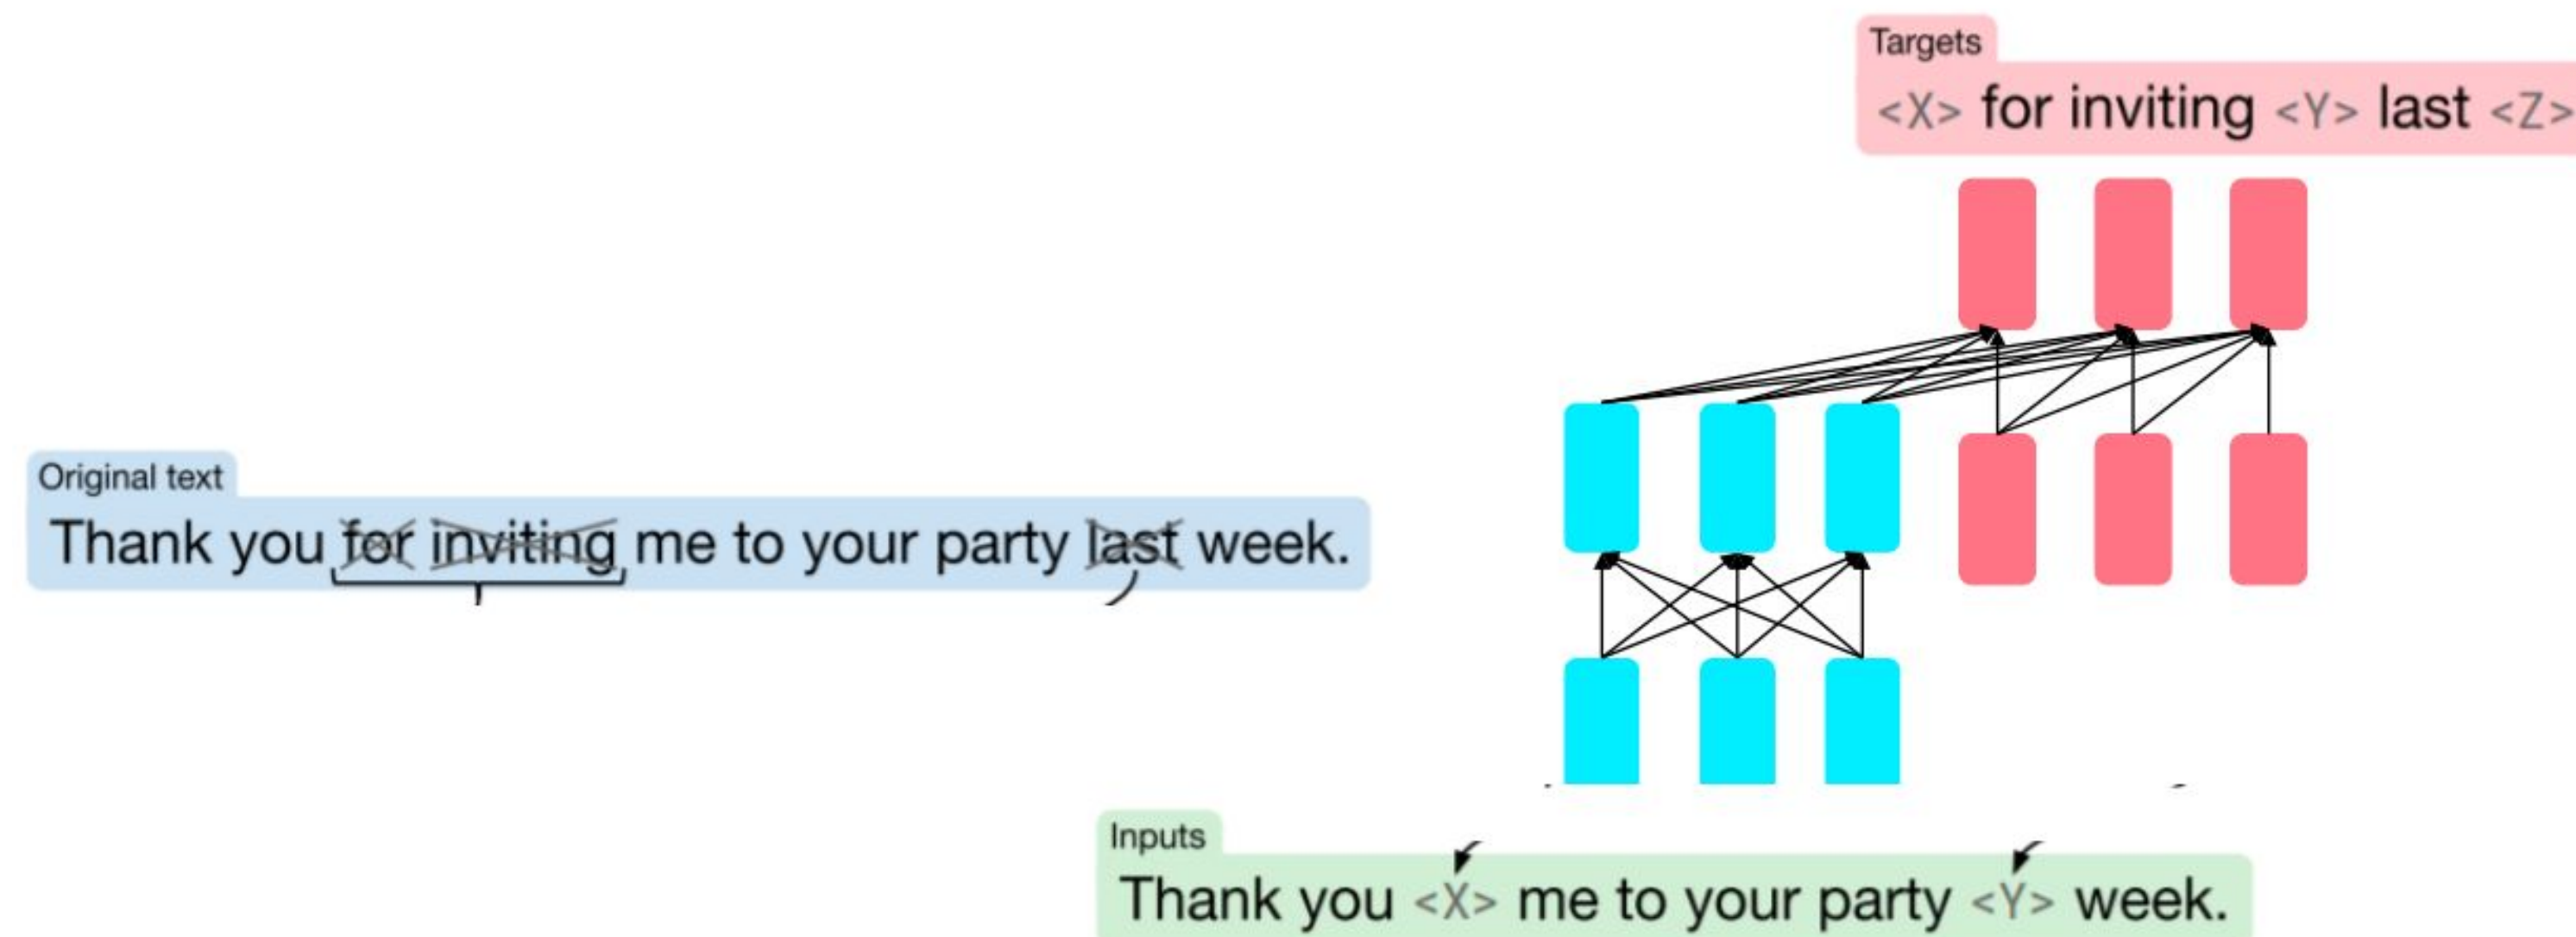 Targets
<X> for inviting <Y> last <Z>
Original text
Thank you for inviting me to your party last week.
Inputs
Thank you <X> me to your party <Y> week.